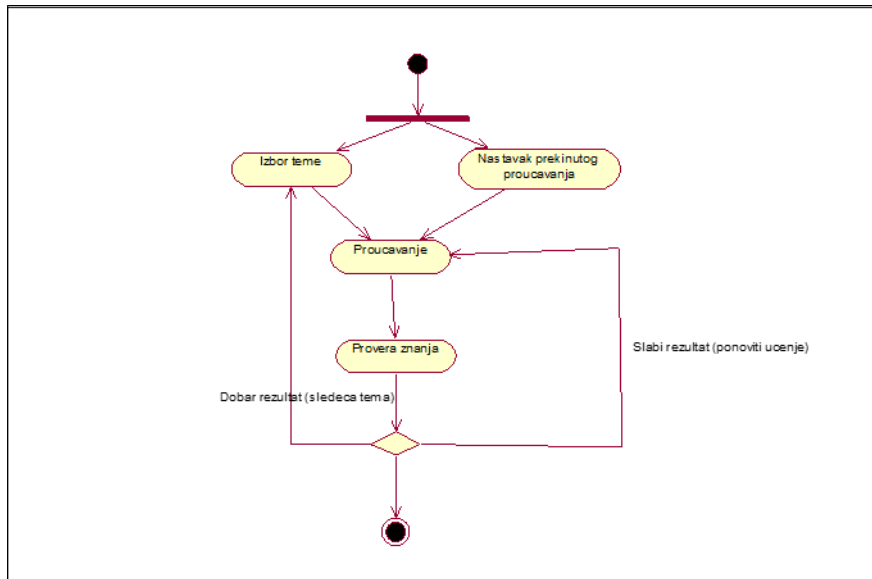 Izbor teme
Nastavak prekinutog
proucavanja
Proucavanje
Provera znanja
Slabi rezultat (ponoviti ucenje)
Dobar rezultat (sledeca tema)